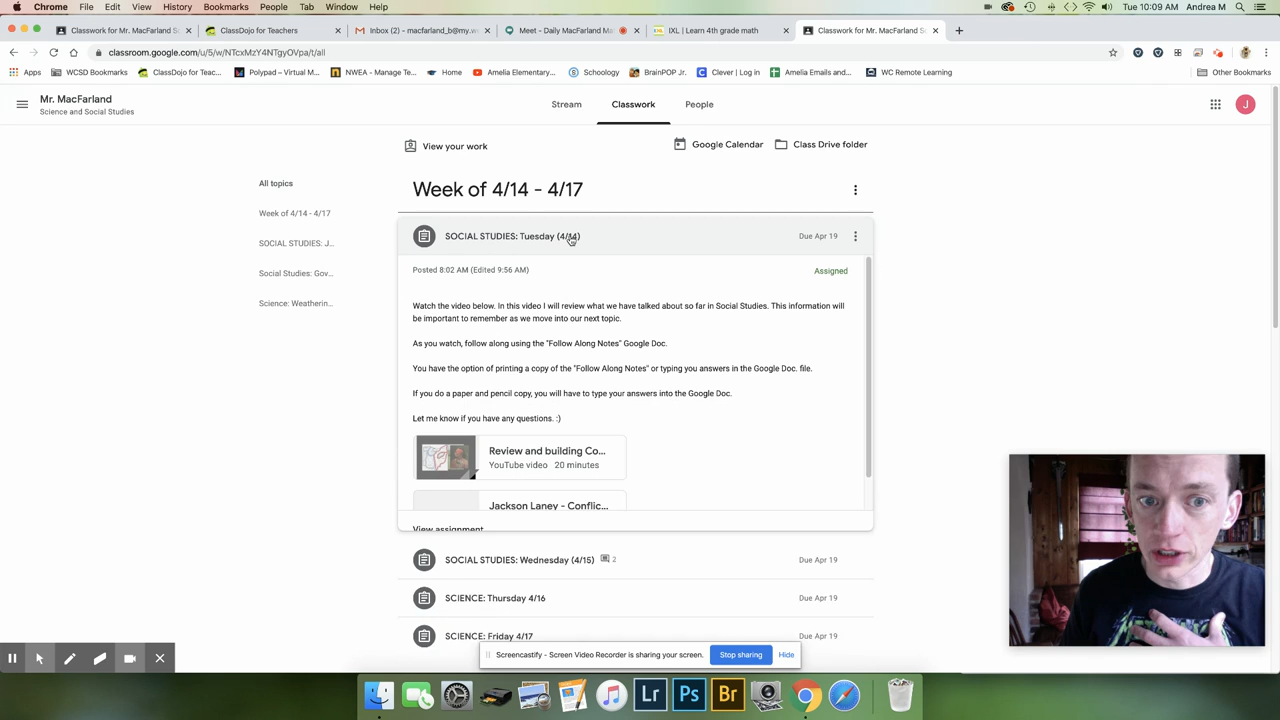 Chrome File Edit View History Bookmarks People Tab Window Help Tue Apr 14 10:09 AM Andrea M
Classwork for Mr. MacFarland S
ClassDojo for Teachers
Inbox (2) - macfarland_b@my.w
Meet - Daily MacFarland M
IXL | Learn 4th grade math
Classwork for Mr. MacFarland S
classroom.google.com/u/5/w/NTcxMzY4NTgyOVpa/t/all
Apps WCSD Bookmarks ClassDojo for Teac... Polypad – Virtual M... NWEA - Manage Te... Home Amelia Elementary... Schoology BrainPOP Jr. Clever | Log in Amelia Emails and... WC Remote Learning Other Bookmarks
Mr. MacFarland
Science and Social Studies
Stream Classwork People
J
View your work
Google Calendar Class Drive folder
All topics
Week of 4/14 - 4/17
SOCIAL STUDIES: J...
Social Studies: Gov...
Science: Weatherin...
Week of 4/14 - 4/17
SOCIAL STUDIES: Tuesday (4/14) Due Apr 19
Posted 8:02 AM (Edited 9:56 AM) Assigned
Watch the video below. In this video I will review what we have talked about so far in Social Studies. This information will
be important to remember as we move into our next topic.
As you watch, follow along using the "Follow Along Notes" Google Doc.
You have the option of printing a copy of the "Follow Along Notes" or typing you answers in the Google Doc. file.
If you do a paper and pencil copy, you will have to type your answers into the Google Doc.
Let me know if you have any questions. :)
Review and building Co...
YouTube video 20 minutes
Jackson Laney - Conflic...
View assignment
SOCIAL STUDIES: Wednesday (4/15) 2 Due Apr 19
SCIENCE: Thursday 4/16 Due Apr 19
SCIENCE: Friday 4/17 Due Apr 19
Screencastify - Screen Video Recorder is sharing your screen. Stop sharing Hide
Lr Ps Br